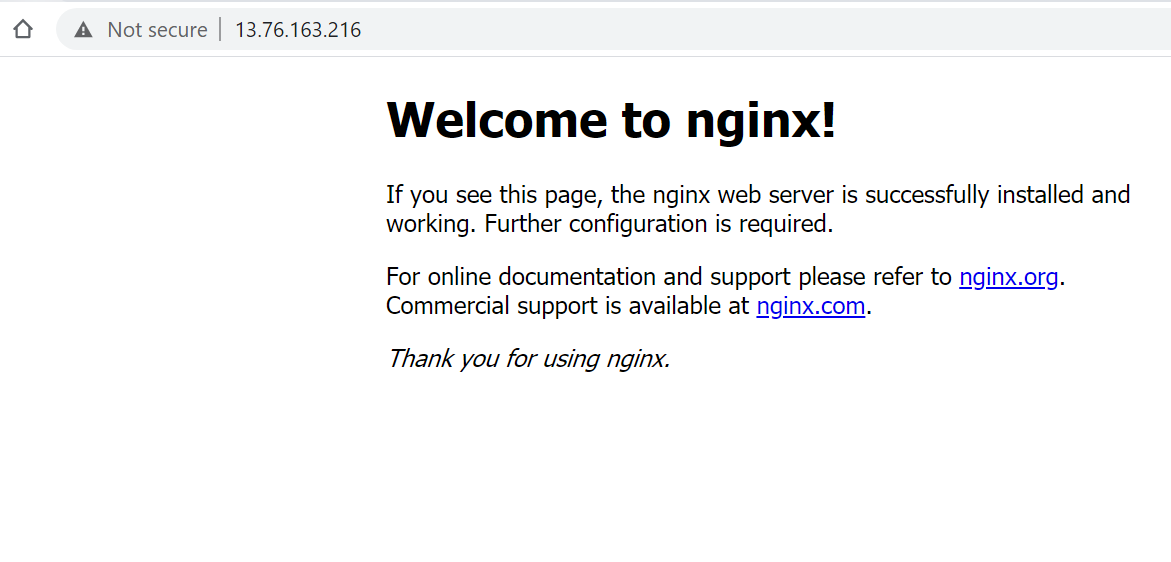 Not secure | 13.76.163.216
Welcome to nginx!
If you see this page, the nginx web server is successfully installed and
working. Further configuration is required.
For online documentation and support please refer to nginx.org.
Commercial support is available at nginx.com.
Thank you for using nginx.